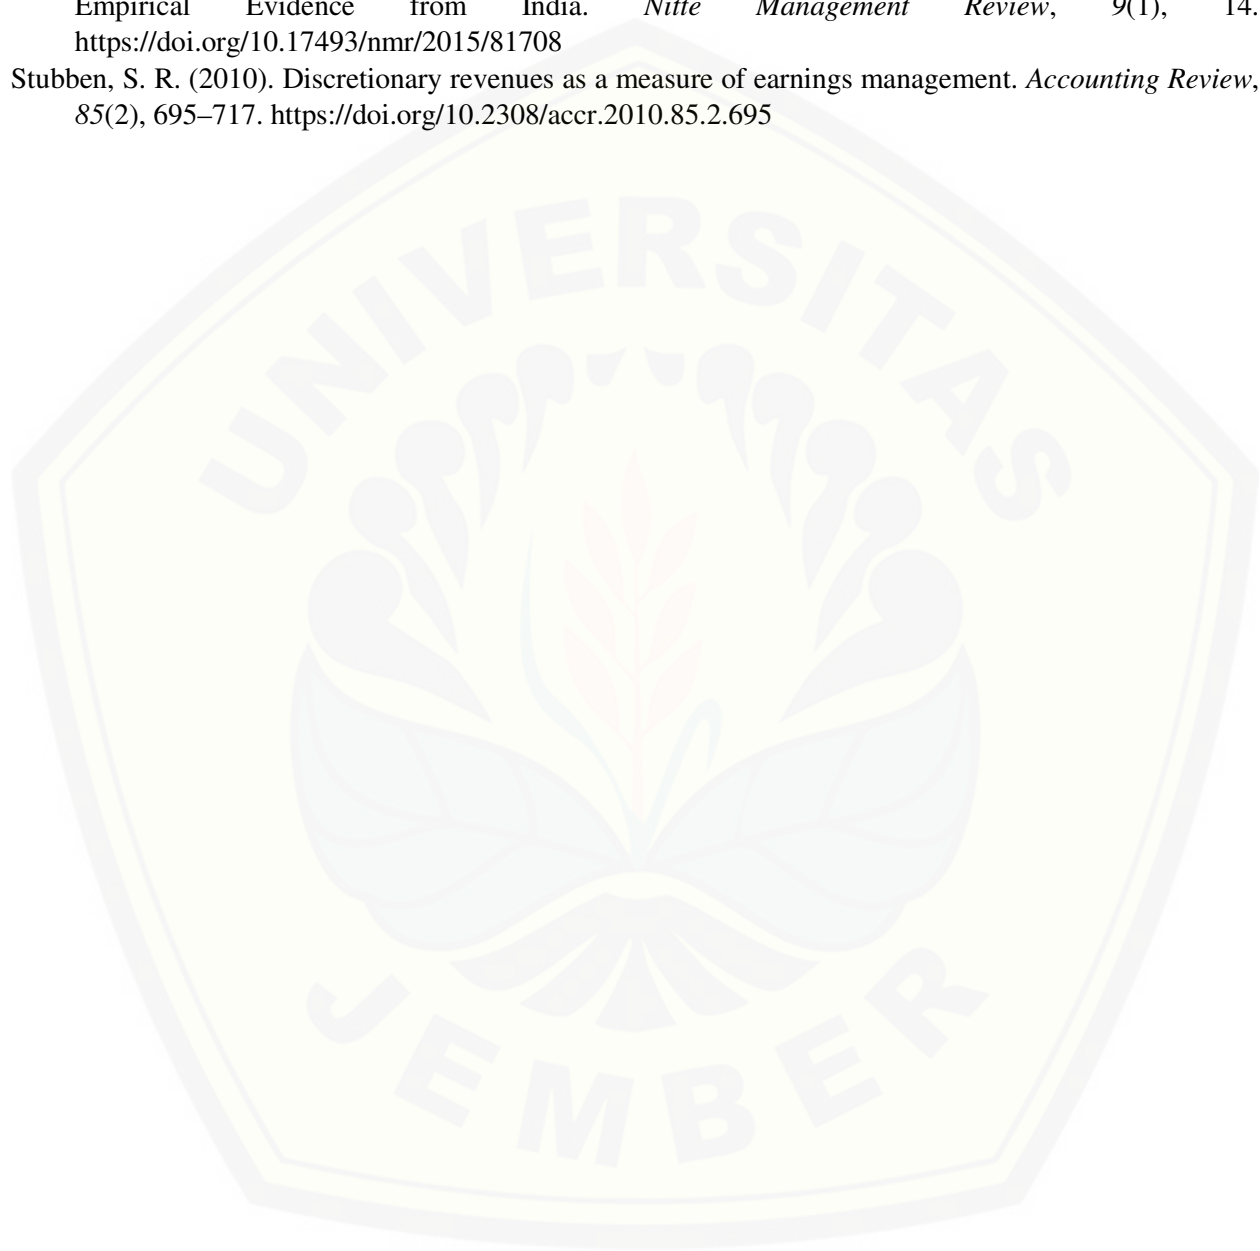 Empirical Evidence from India. Nitte Management Review, 9(1), 14.
https://doi.org/10.17493/nmr/2015/81708
Stubben, S. R. (2010). Discretionary revenues as a measure of earnings management. Accounting Review,
85(2), 695–717. https://doi.org/10.2308/accr.2010.85.2.695
UNIVERSITAS
JEMBER